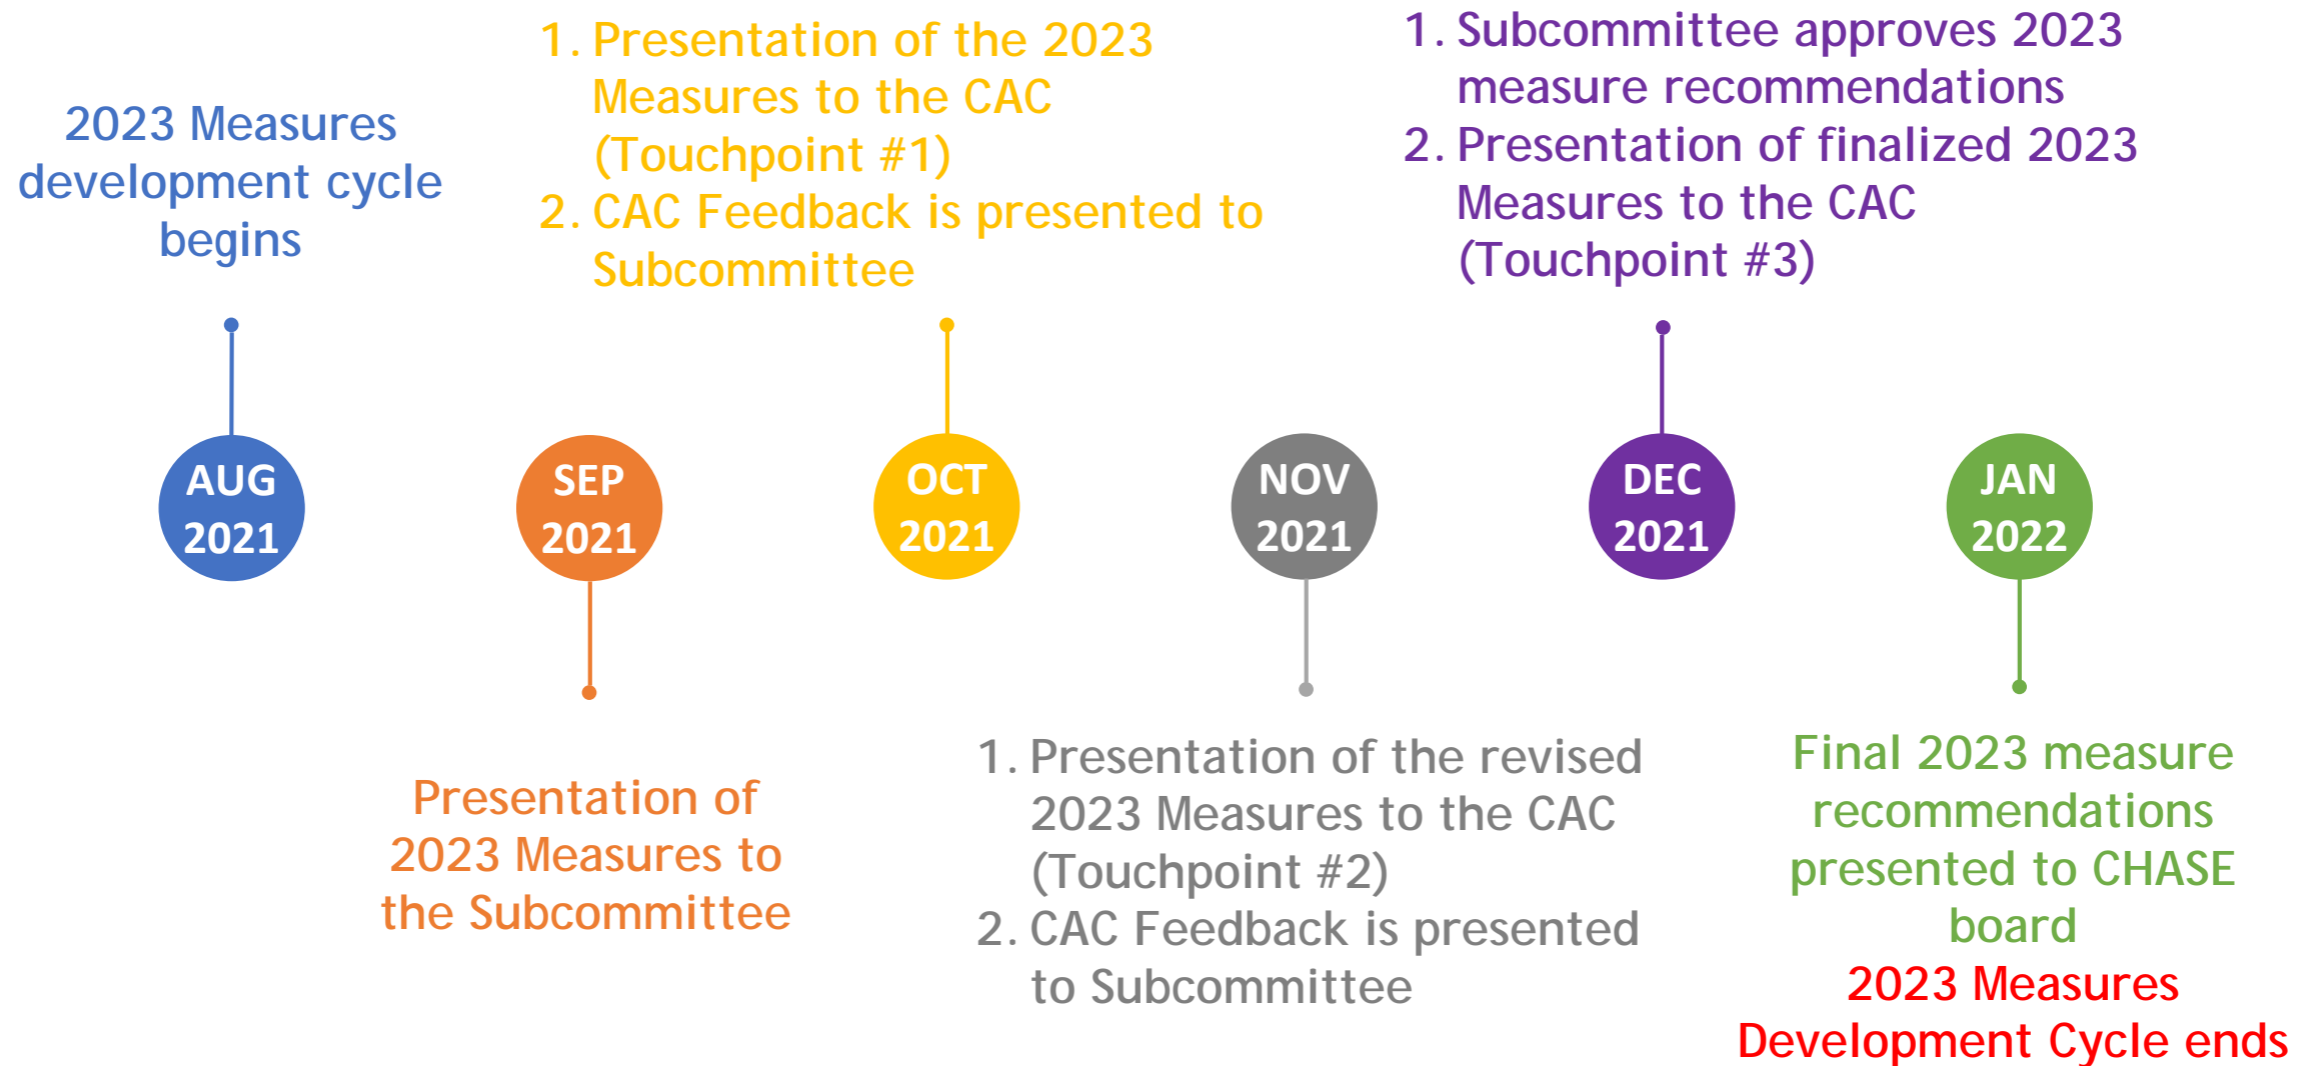 2023 Measures
development cycle
begins
1. Presentation of the 2023
Measures to the CAC
(Touchpoint #1)
2. CAC Feedback is presented to
Subcommittee
1. Subcommittee approves 2023
measure recommendations
2. Presentation of finalized 2023
Measures to the CAC
(Touchpoint #3)
AUG
2021
SEP
2021
OCT
2021
NOV
2021
DEC
2021
JAN
2022
Presentation of
2023 Measures to
the Subcommittee
1. Presentation of the revised
2023 Measures to the CAC
(Touchpoint #2)
2. CAC Feedback is presented
to Subcommittee
Final 2023 measure
recommendations
presented to CHASE
board
2023 Measures
Development Cycle ends